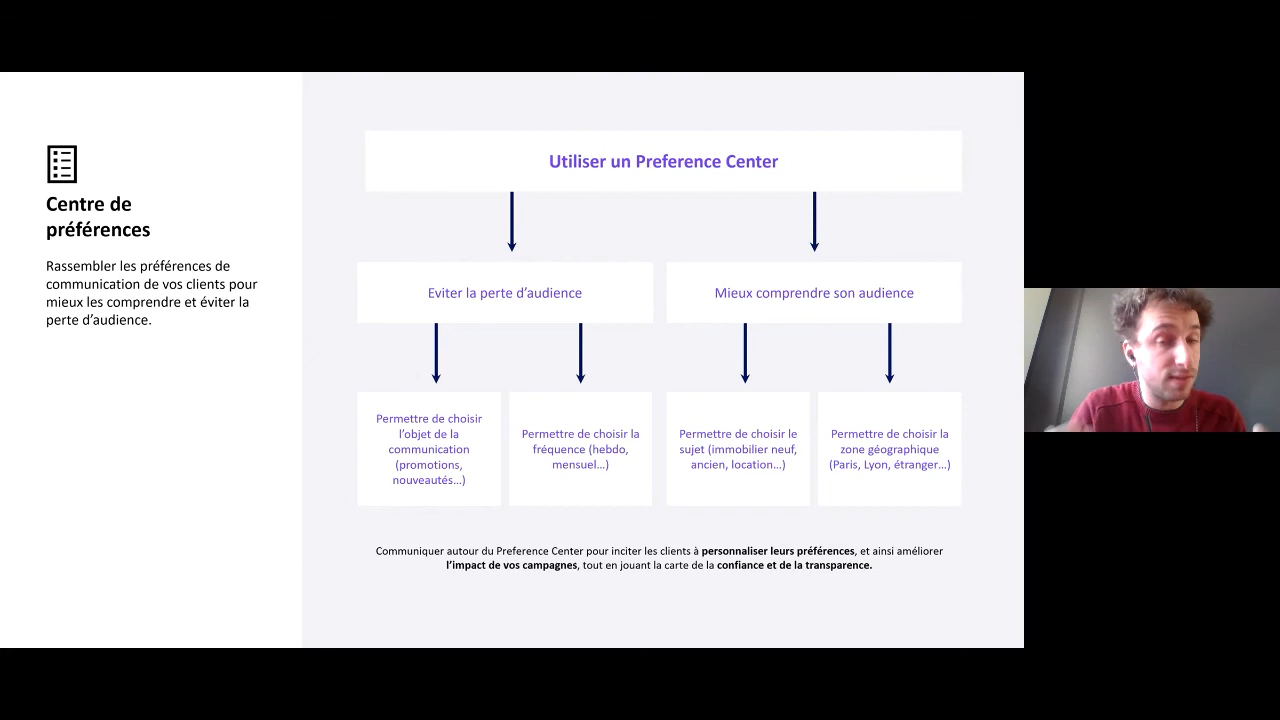 Centre de
préférences
Rassembler les préférences de
communication de vos clients pour
mieux les comprendre et éviter la
perte d’audience.
Utiliser un Preference Center
Eviter la perte d’audience
Mieux comprendre son audience
Permettre de choisir
l’objet de la
communication
(promotions,
nouveautés…)
Permettre de choisir la
fréquence (hebdo,
mensuel…)
Permettre de choisir le
sujet (immobilier neuf,
ancien, location…)
Permettre de choisir la
zone géographique
(Paris, Lyon, étranger…)
Communiquer autour du Preference Center pour inciter les clients à personnaliser leurs préférences, et ainsi améliorer
l’impact de vos campagnes, tout en jouant la carte de la confiance et de la transparence.